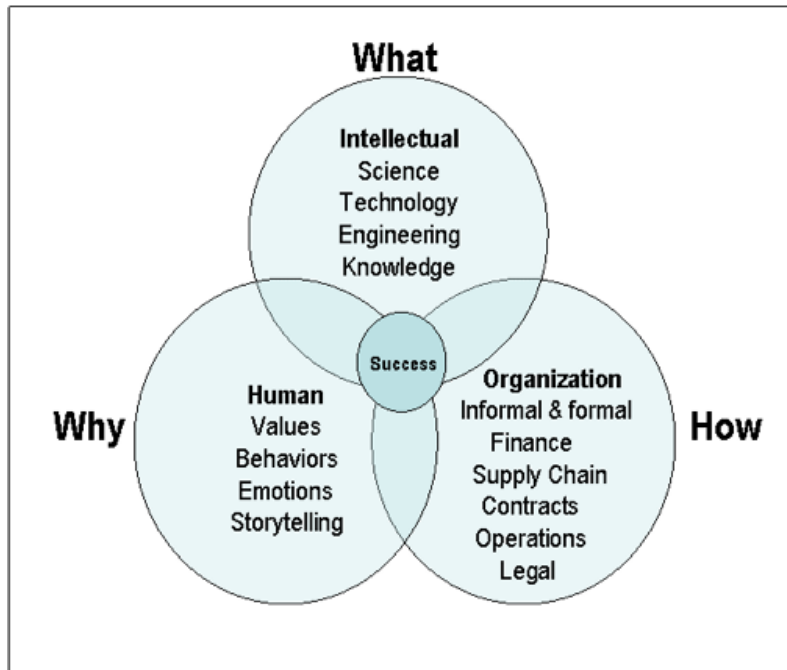 What
Intellectual
Science
Technology
Engineering
Knowledge
Success
Why
Human
Values
Behaviors
Emotions
Storytelling
Organization
Informal & formal
Finance
Supply Chain
Contracts
Operations
Legal
How